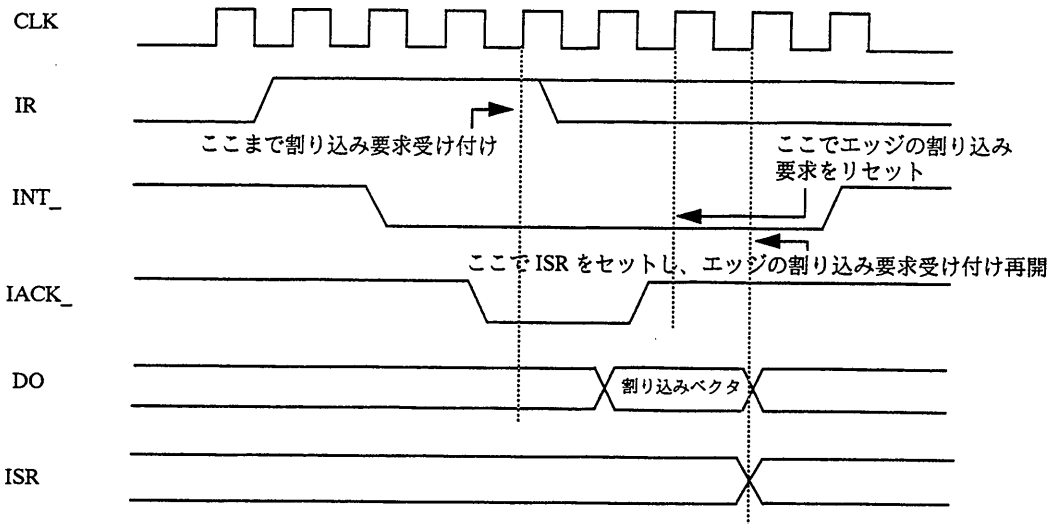 CLK
IR
ここまで割り込み要求受け付け
ここでエッジの割り込み
要求をリセット
INT_
ここで ISR をセットし、エッジの割り込み要求受け付け再開
IACK_
DO
割り込みベクタ
ISR